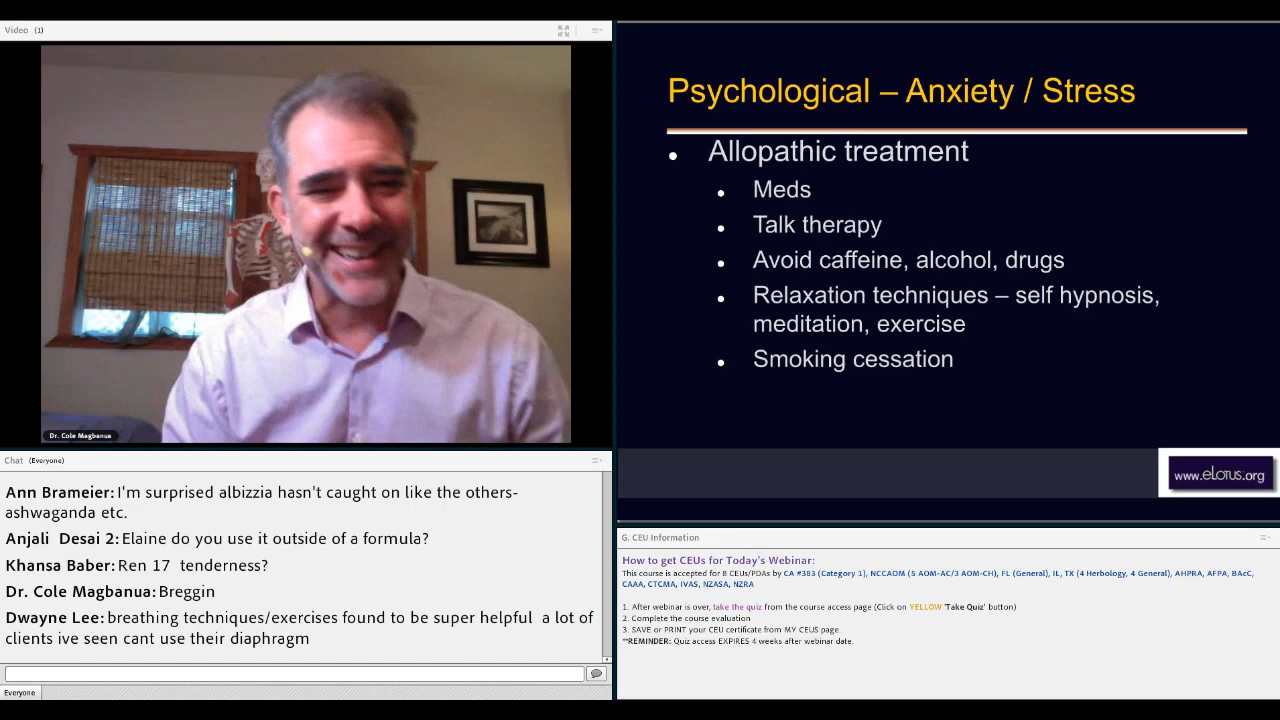 Video (1)
Dr. Cole Magbanua
Chat (Everyone)
Ann Brameier: I'm surprised albizzia hasn't caught on like the others-
ashwaganda etc.
Anjali Desai 2: Elaine do you use it outside of a formula?
Khansa Baber: Ren 17 tenderness?
Dr. Cole Magbanua: Breggin
Dwayne Lee: breathing techniques/exercises found to be super helpful a lot of
clients ive seen cant use their diaphragm
Everyone
Psychological – Anxiety / Stress
Allopathic treatment
Meds
Talk therapy
Avoid caffeine, alcohol, drugs
Relaxation techniques – self hypnosis,
meditation, exercise
Smoking cessation
www.eLotus.org
G. CEU Information
How to get CEUs for Today's Webinar:
This course is accepted for 8 CEUs/PDAs by CA #383 (Category 1), NCCAOM (5 AOM-AC/3 AOM-CH), FL (General), IL, TX (4 Herbology, 4 General), AHPRA, AFPA, BAcC,
CAAA, CTCMA, IVAS, NZASA, NZRA
1. After webinar is over, take the quiz from the course access page (Click on YELLOW 'Take Quiz' button)
2. Complete the course evaluation
3. SAVE or PRINT your CEU certificate from MY CEUS page.
**REMINDER: Quiz access EXPIRES 4 weeks after webinar date.